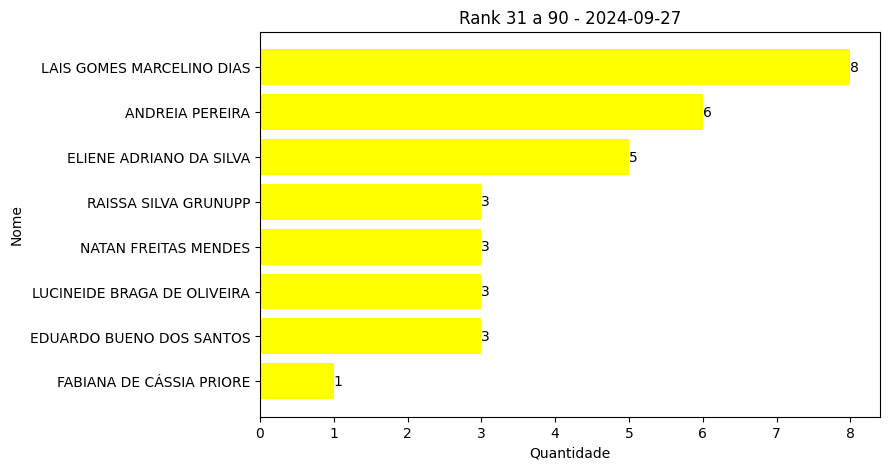 Rank 31 a 90 - 2024-09-27
LAIS GOMES MARCELINO DIAS
8
ANDREIA PEREIRA
6
ELIENE ADRIANO DA SILVA
5
RAISSA SILVA GRUNUPP
3
NATAN FREITAS MENDES
3
LUCINEIDE BRAGA DE OLIVEIRA
3
EDUARDO BUENO DOS SANTOS
3
FABIANA DE CÁSSIA PRIORE
1
Nome
0 1 2 3 4 5 6 7 8
Quantidade